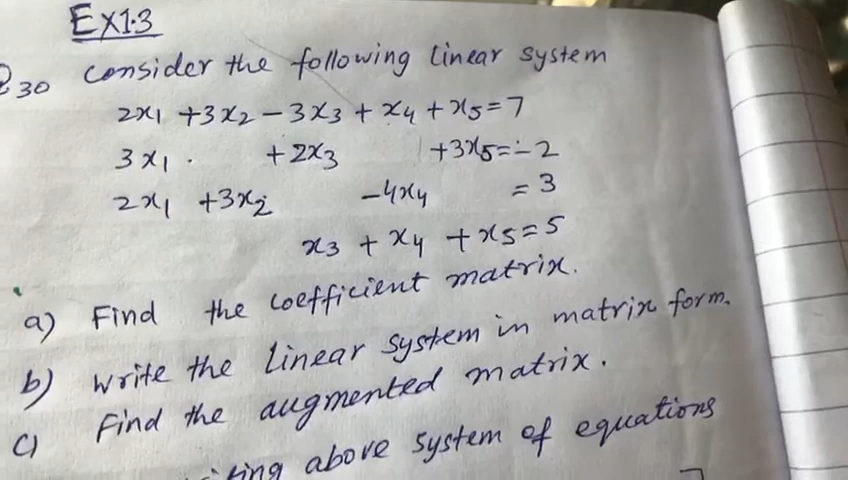 EX1.3
Q30 Consider the following linear system
2x1 + 3x2 - 3x3 + x4 + x5 = 7
3x1 . + 2x3 + 3x5 = -2
2x1 + 3x2 - 4x4 = 3
x3 + x4 + x5 = 5
a) Find the coefficient matrix.
b) write the linear system in matrix form.
c) Find the augmented matrix.
above system of equations